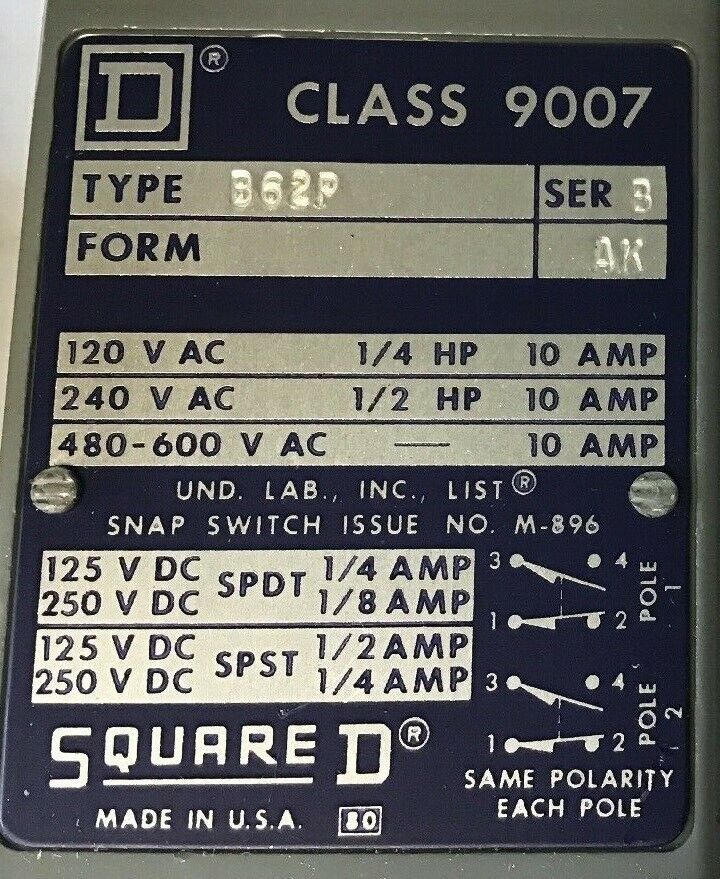 D ®
CLASS 9007
TYPE B62P SER B
FORM AK
120 V AC 1/4 HP 10 AMP
240 V AC 1/2 HP 10 AMP
480-600 V AC — 10 AMP
UND. LAB., INC., LIST ®
SNAP SWITCH ISSUE NO. M-896
125 V DC SPDT 1/4 AMP
250 V DC 1/8 AMP
125 V DC SPST 1/2 AMP
250 V DC 1/4 AMP
3 4
1 2
POLE 1
3 4
1 2
POLE 2
SAME POLARITY
EACH POLE
SQUARE D ®
MADE IN U.S.A. 80